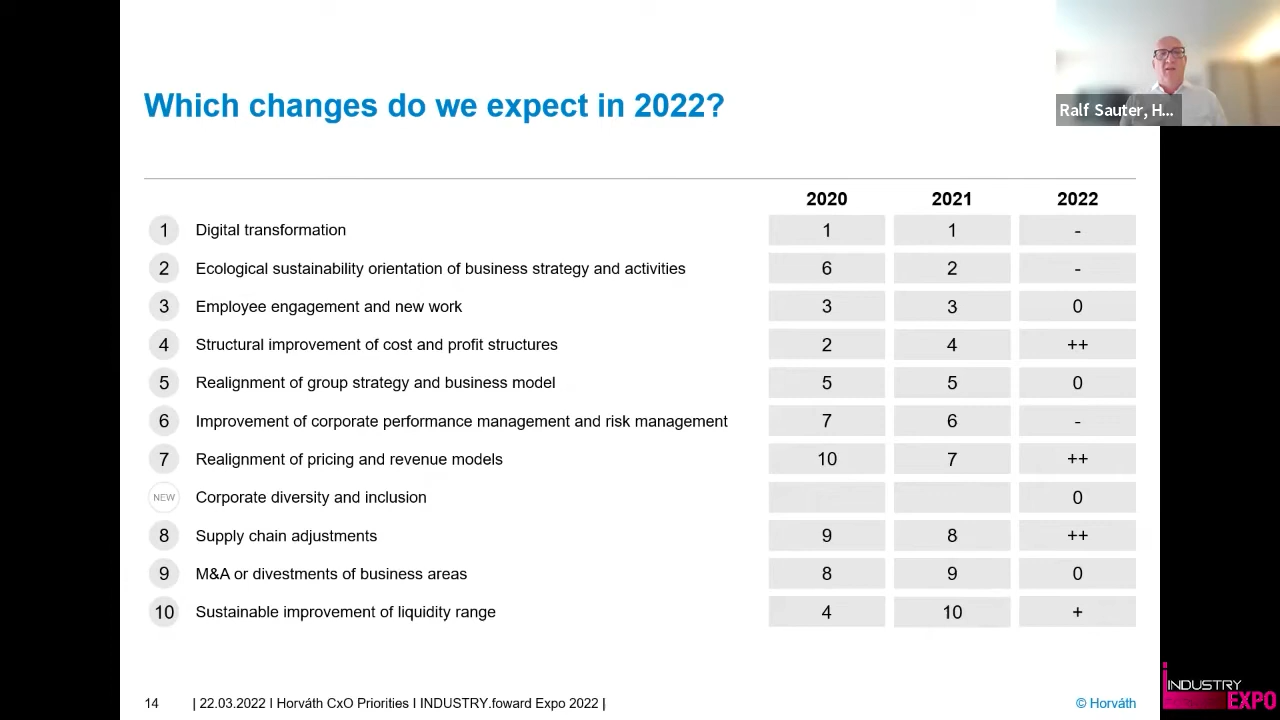 Which changes do we expect in 2022?
Ralf Sauter, H...
2020 2021 2022
1 Digital transformation 1 1 -
2 Ecological sustainability orientation of business strategy and activities 6 2 -
3 Employee engagement and new work 3 3 0
4 Structural improvement of cost and profit structures 2 4 ++
5 Realignment of group strategy and business model 5 5 0
6 Improvement of corporate performance management and risk management 7 6 -
7 Realignment of pricing and revenue models 10 7 ++
NEW Corporate diversity and inclusion 0
8 Supply chain adjustments 9 8 ++
9 M&A or divestments of business areas 8 9 0
10 Sustainable improvement of liquidity range 4 10 +
14 | 22.03.2022 I Horváth CxO Priorities I INDUSTRY.foward Expo 2022 |
© Horváth
INDUSTRY
EXPO